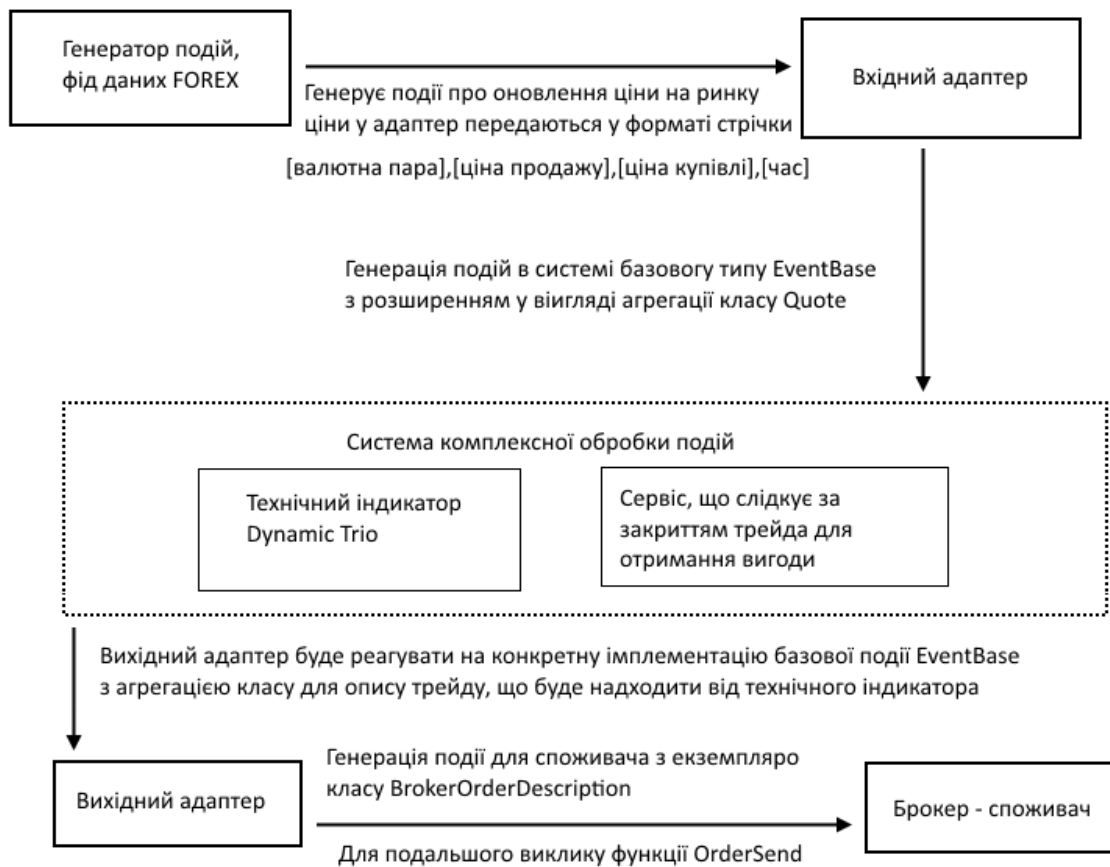 Генератор подій,
фід даних FOREX
Генерує події про оновлення ціни на ринку
ціни у адаптер передаються у форматі стрічки
[валютна пара],[ціна продажу],[ціна купівлі],[час]
Вхідний адаптер
Генерація подій в системі базовогу типу EventBase
з розширенням у віигляді агрегації класу Quote
Система комплексної обробки подій
Технічний індикатор
Dynamic Trio
Сервіс, що слідкує за
закриттям трейда для
отримання вигоди
Вихідний адаптер буде реагувати на конкретну імплементацію базової події EventBase
з агрегацією класу для опису трейду, що буде надходити від технічного індикатора
Вихідний адаптер
Генерація події для споживача з екземпляро
класу BrokerOrderDescription
Для подальшого виклику функції OrderSend
Брокер - споживач